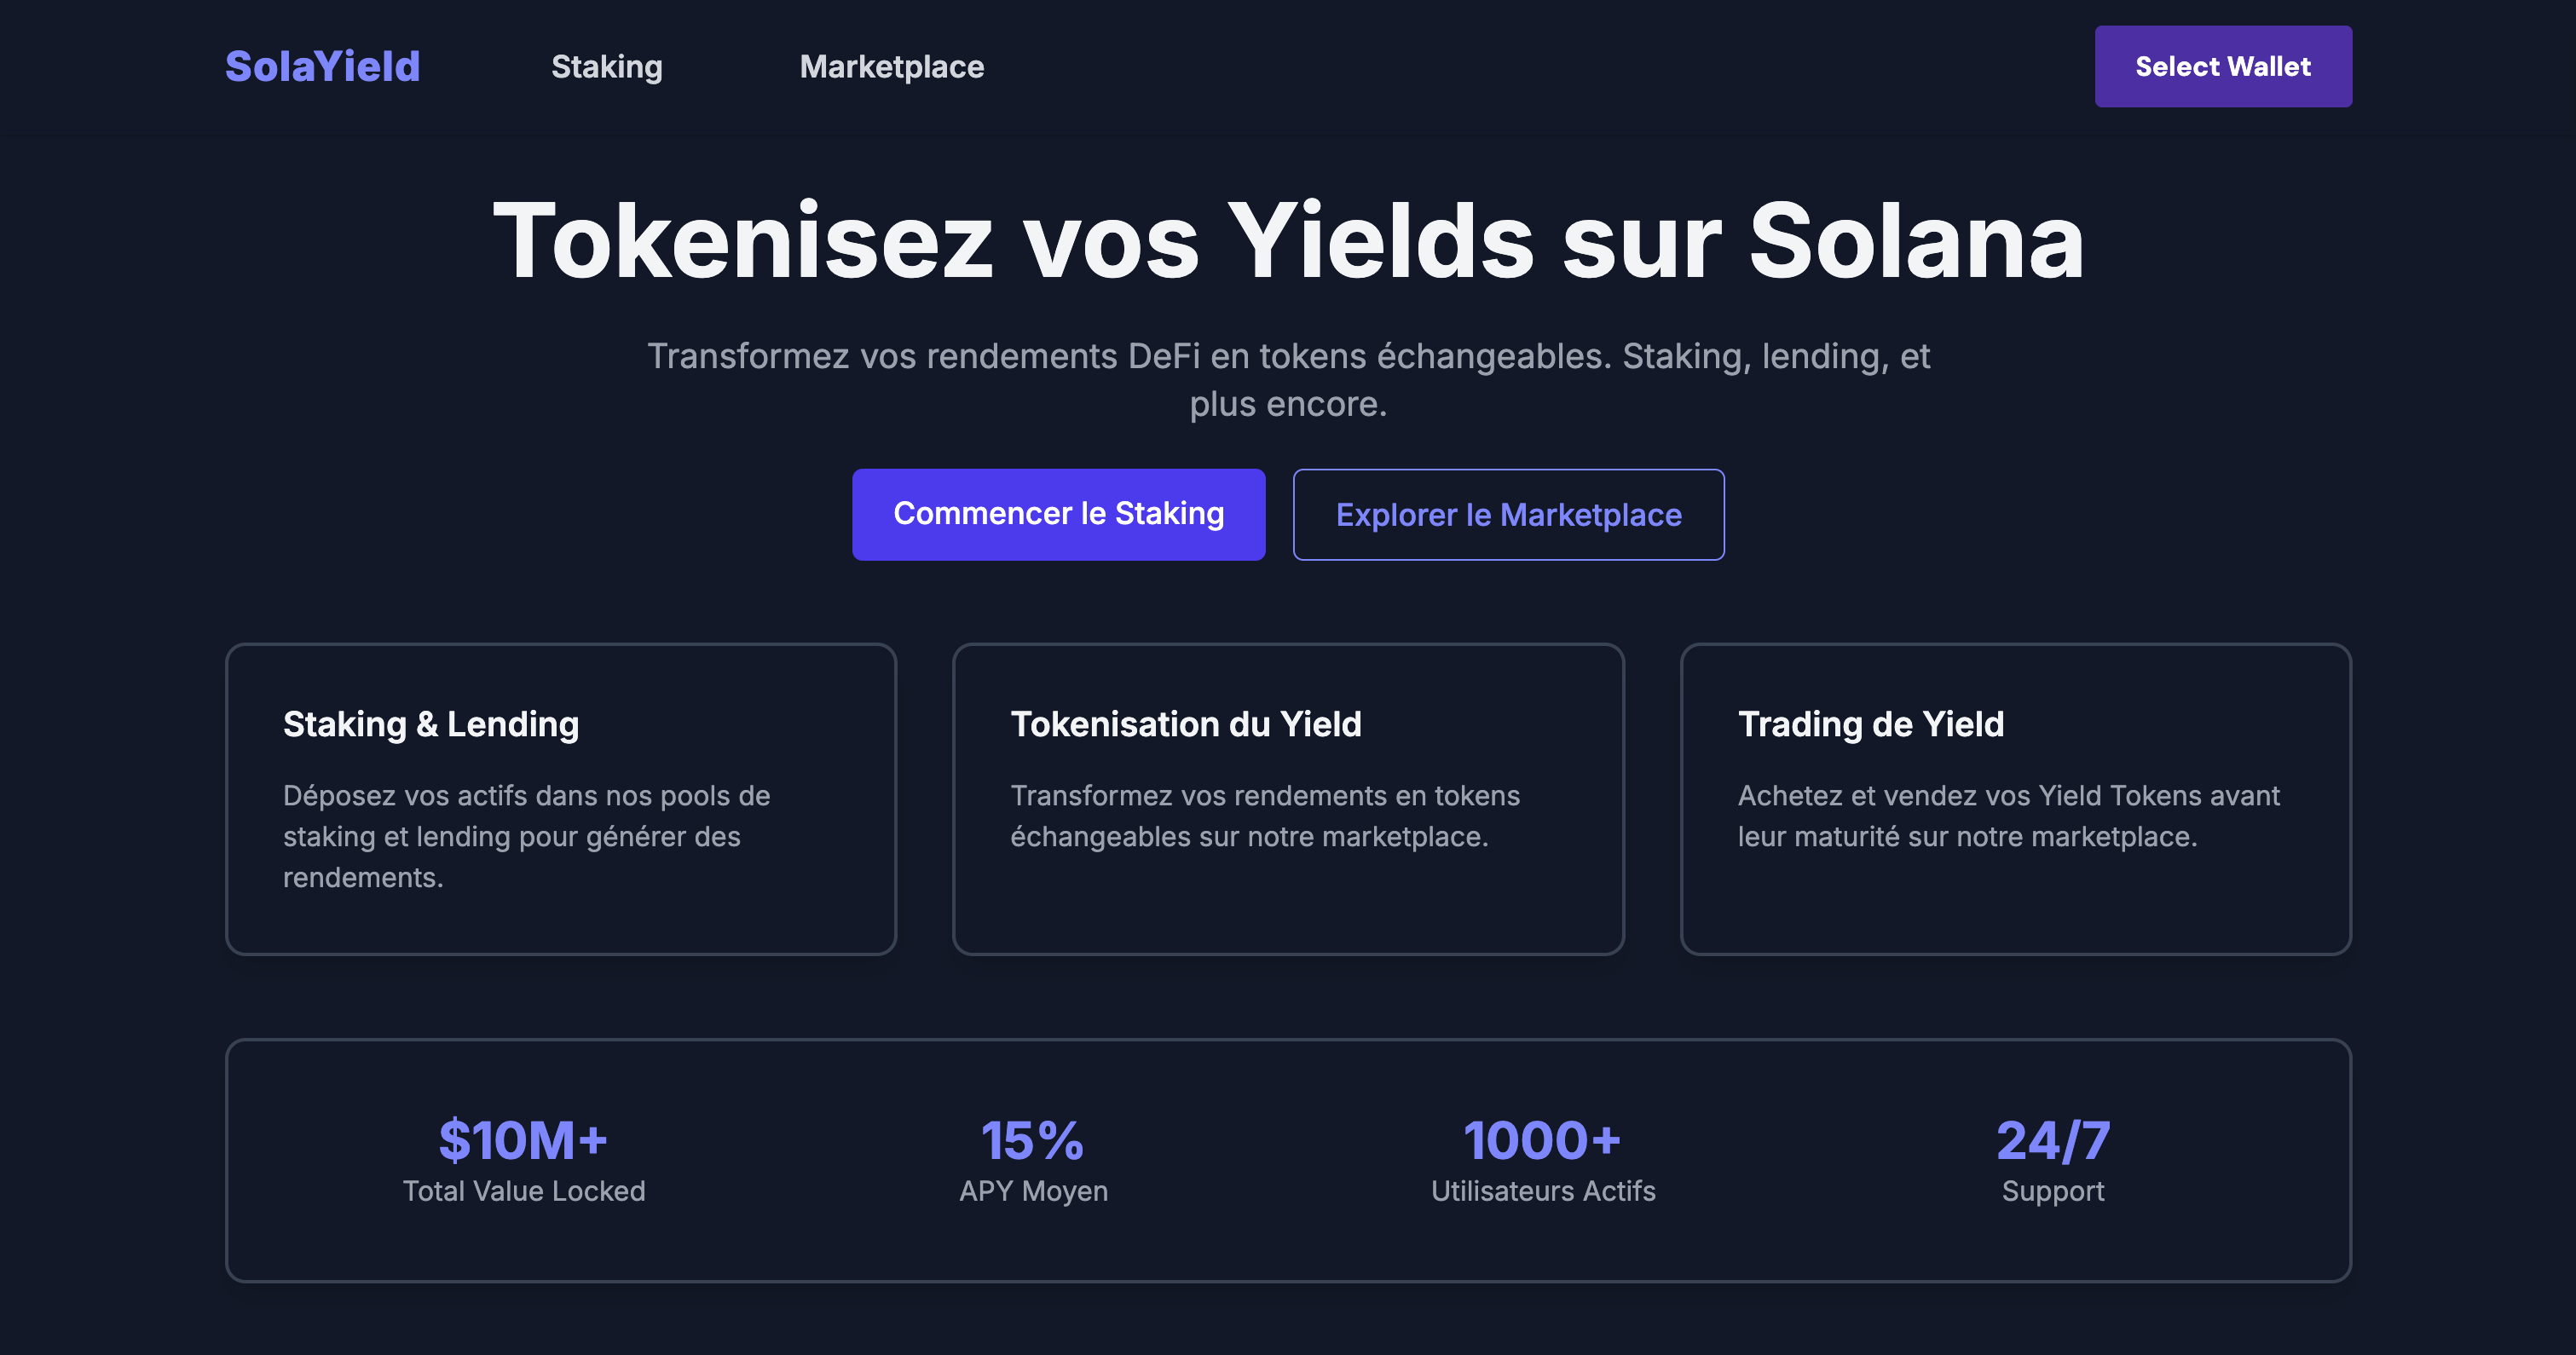 SolaYield
Staking
Marketplace
Select Wallet
Tokenisez vos Yields sur Solana
Transformez vos rendements DeFi en tokens échangeables. Staking, lending, et
plus encore.
Commencer le Staking
Explorer le Marketplace
Staking & Lending
Déposez vos actifs dans nos pools de
staking et lending pour générer des
rendements.
Tokenisation du Yield
Transformez vos rendements en tokens
échangeables sur notre marketplace.
Trading de Yield
Achetez et vendez vos Yield Tokens avant
leur maturité sur notre marketplace.
$10M+
Total Value Locked
15%
APY Moyen
1000+
Utilisateurs Actifs
24/7
Support